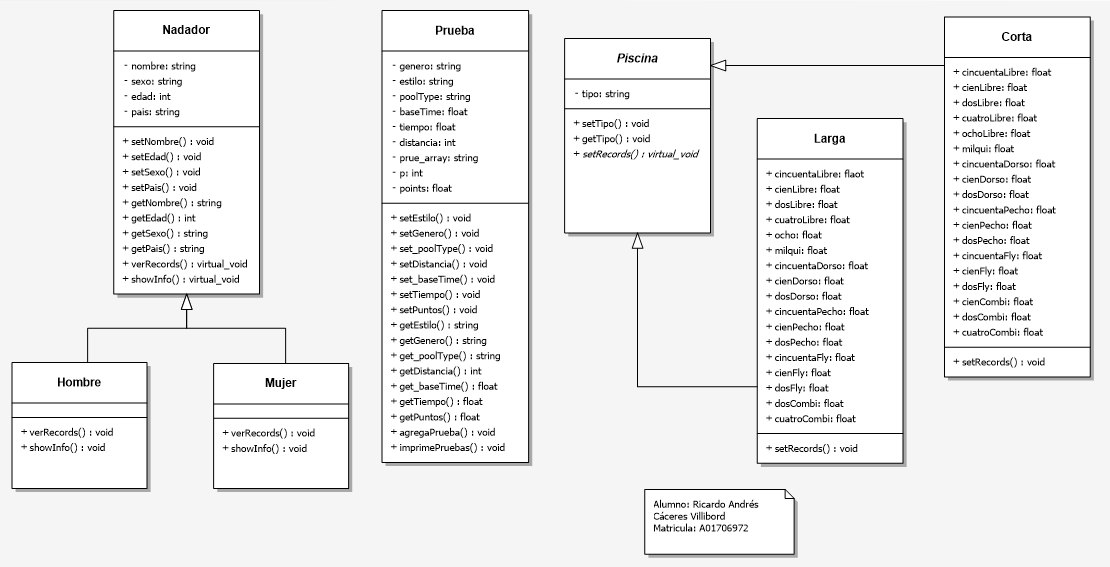 Nadador
- nombre: string
- sexo: string
- edad: int
- pais: string
+ setNombre() : void
+ setEdad() : void
+ setSexo() : void
+ setPais() : void
+ getNombre() : string
+ getEdad() : int
+ getSexo() : string
+ getPais() : string
+ verRecords() : virtual_void
+ showInfo() : virtual_void
Hombre
+ verRecords() : void
+ showInfo() : void
Mujer
+ verRecords() : void
+ showInfo() : void
Prueba
- genero: string
- estilo: string
- poolType: string
- baseTime: float
- tiempo: float
- distancia: int
- prue_array: string
- p: int
- points: float
+ setEstilo() : void
+ setGenero() : void
+ set_poolType() : void
+ setDistancia() : void
+ set_baseTime() : void
+ setTiempo() : void
+ setPuntos() : void
+ getEstilo() : string
+ getGenero() : string
+ get_poolType() : string
+ getDistancia() : int
+ get_baseTime() : float
+ getTiempo() : float
+ getPuntos() : float
+ agregaPrueba() : void
+ imprimePruebas() : void
Piscina
- tipo: string
+ setTipo() : void
+ getTipo() : void
+ setRecords() : virtual_void
Larga
+ cincuentaLibre: flaot
+ cienLibre: float
+ dosLibre: float
+ cuatroLibre: float
+ ocho: float
+ milqui: float
+ cincuentaDorso: float
+ cienDorso: float
+ dosDorso: float
+ cincuentaPecho: float
+ cienPecho: float
+ dosPecho: float
+ cincuentaFly: float
+ cienFly: float
+ dosFly: float
+ dosCombi: float
+ cuatroCombi: float
+ setRecords() : void
Corta
+ cincuentaLibre: float
+ cienLibre: float
+ dosLibre: float
+ cuatroLibre: float
+ ochoLibre: float
+ milqui: float
+ cincuentaDorso: float
+ cienDorso: float
+ dosDorso: float
+ cincuentaPecho: float
+ cienPecho: float
+ dosPecho: float
+ cincuentaFly: float
+ cienFly: float
+ dosFly: float
+ cienCombi: float
+ dosCombi: float
+ cuatroCombi: float
+ setRecords() : void
Alumno: Ricardo Andrés
Cáceres Villibord
Matricula: A01706972